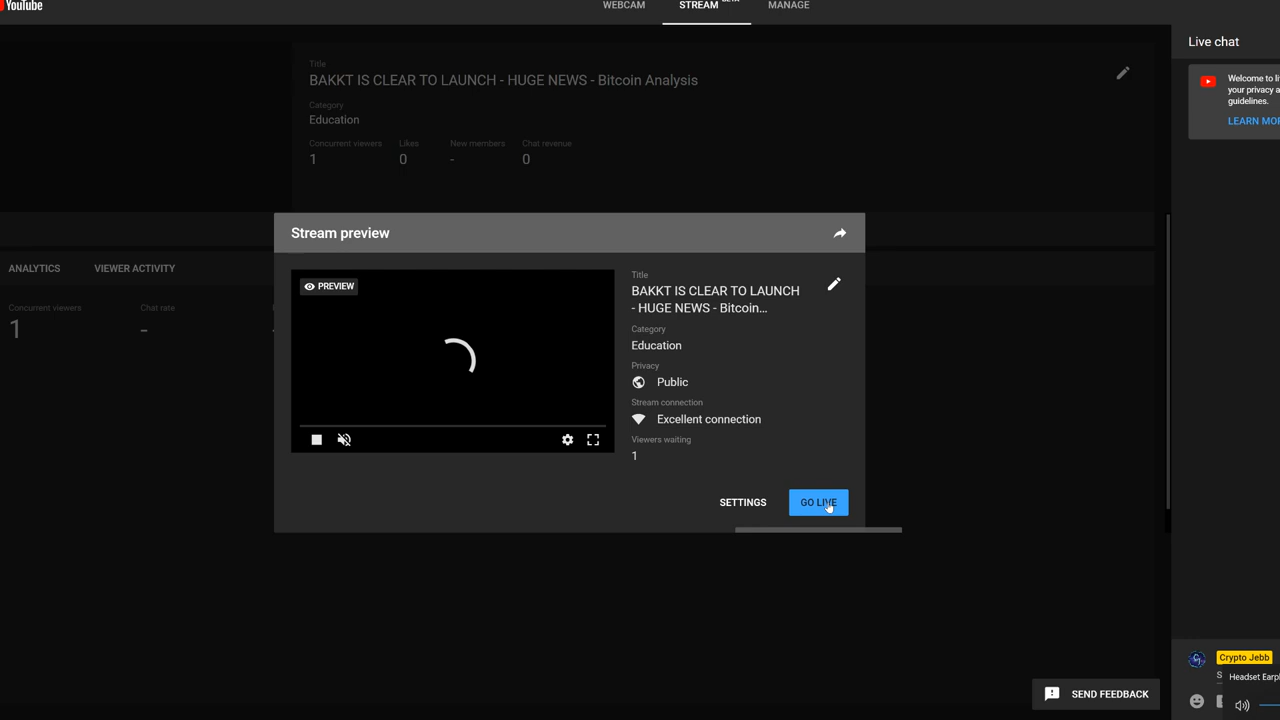 YouTube
WEBCAM
STREAM
MANAGE
Title
BAKKT IS CLEAR TO LAUNCH - HUGE NEWS - Bitcoin Analysis
Category
Education
Concurrent viewers
Likes
New members
Chat revenue
1
0
-
0
Live chat
Welcome to
your privacy
guidelines.
LEARN
Stream preview
PREVIEW
Title
BAKKT IS CLEAR TO LAUNCH
- HUGE NEWS - Bitcoin...
Category
Education
Privacy
Public
Stream connection
Excellent connection
Viewers waiting
1
SETTINGS
GO LIVE
ANALYTICS
VIEWER ACTIVITY
Concurrent viewers
Chat rate
1
-
Crypto Jebb
Headset
SEND FEEDBACK